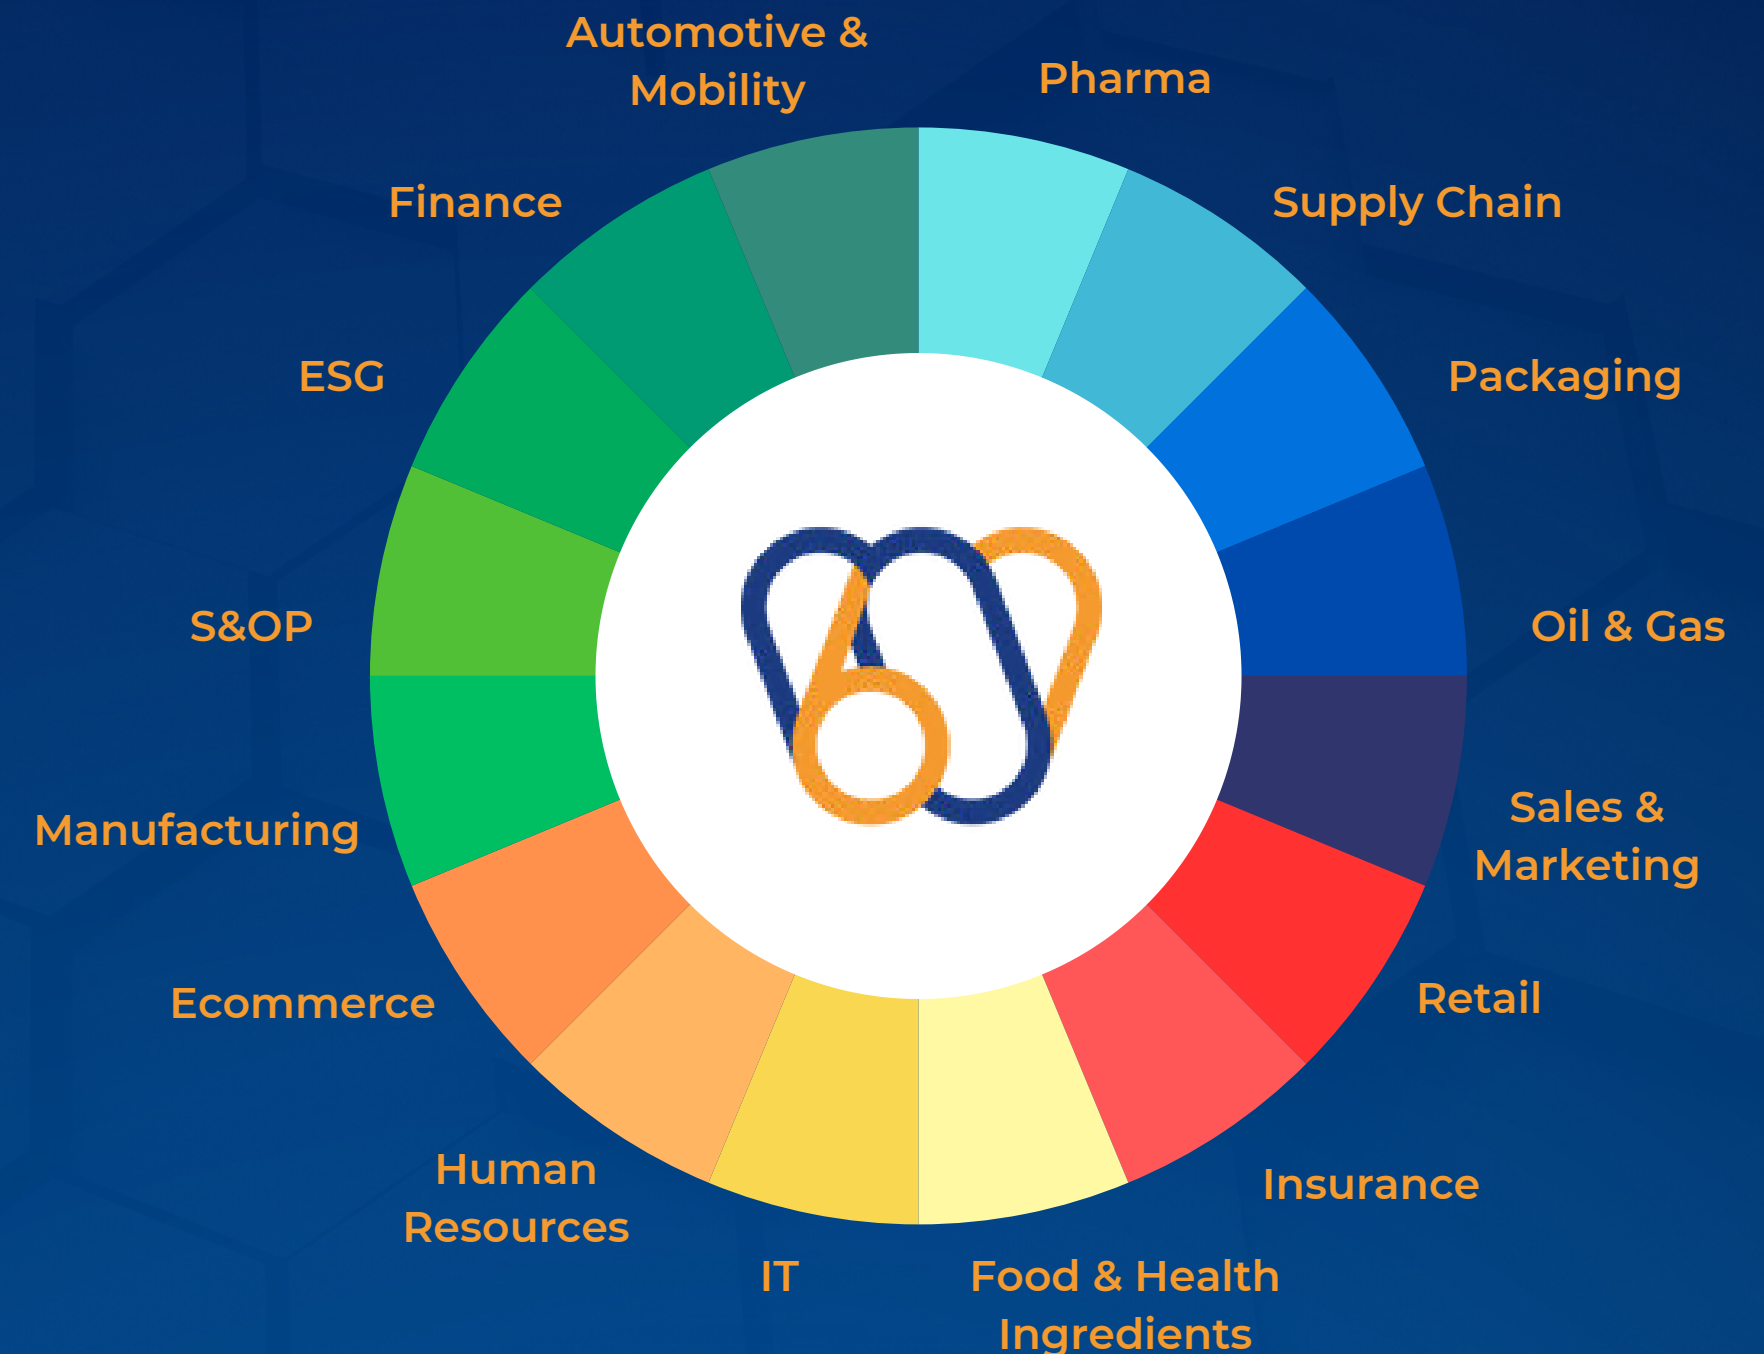 Automotive &
Mobility
Pharma
Finance
Supply Chain
ESG
Packaging
S&OP
Oil & Gas
Manufacturing
Sales &
Marketing
Ecommerce
Retail
Human
Resources
Insurance
IT
Food & Health
Ingredients